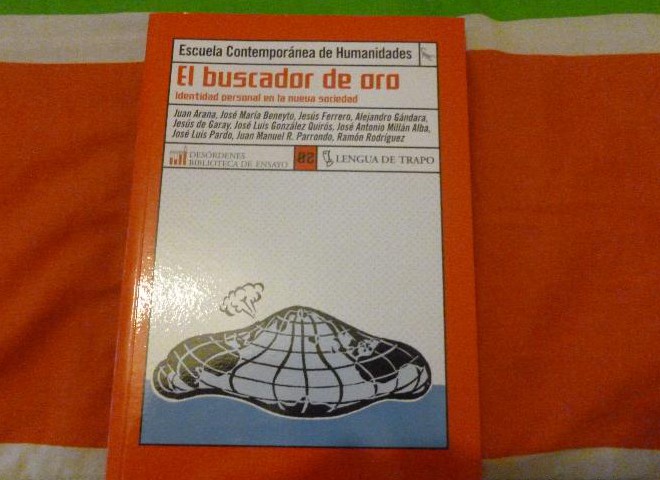 Escuela Contemporánea de Humanidades
El buscador de oro
Identidad personal en la nueva sociedad
Juan Arana, José María Beneyto, Jesús Ferrero, Alejandro Gándara,
Jesús de Garay, José Luis González Quirós, José Antonio Millán Alba,
José Luis Pardo, Juan Manuel R. Parrondo, Ramón Rodríguez
DESÓRDENES
BIBLIOTECA DE ENSAYO
LENGUA DE TRAPO